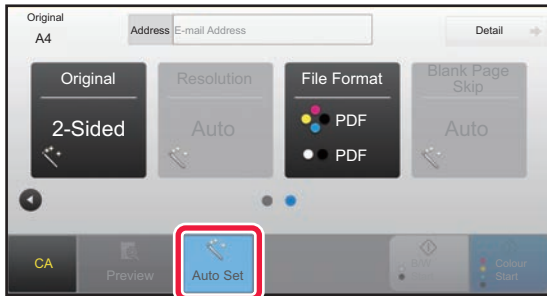 Original
A4
Address E-mail Address
Detail
Original
2-Sided
Resolution
Auto
File Format
PDF
PDF
Blank Page
Skip
Auto
CA
Preview
Auto Set
B/W
Start
Colour
Start